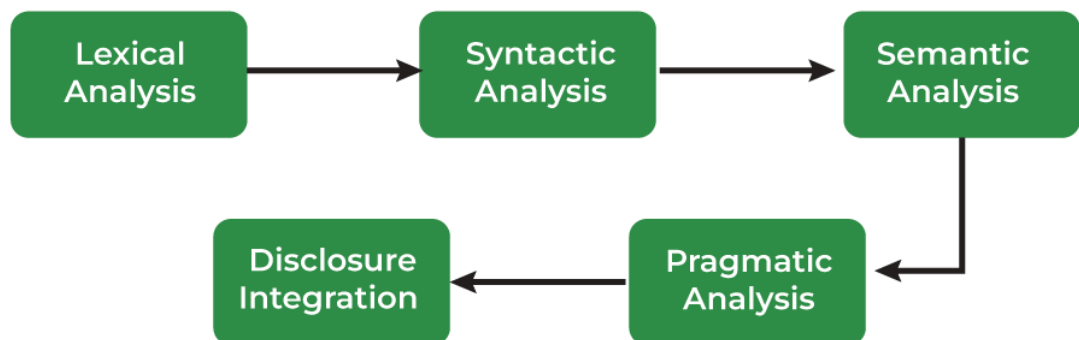 Lexical
Analysis
Syntactic
Analysis
Semantic
Analysis
Pragmatic
Analysis
Disclosure
Integration